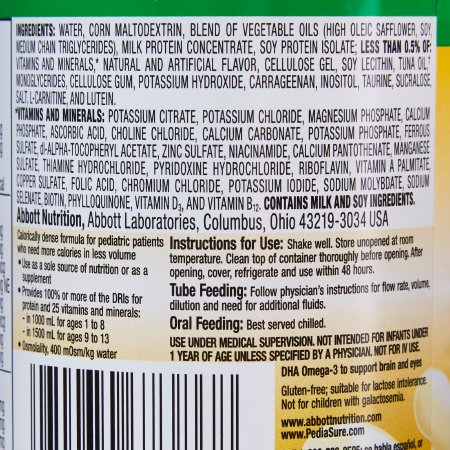 INGREDIENTS: WATER, CORN MALTODEXTRIN, BLEND OF VEGETABLE OILS (HIGH OLEIC SAFFLOWER, SOY,
MEDIUM CHAIN TRIGLYCERIDES), MILK PROTEIN CONCENTRATE, SOY PROTEIN ISOLATE; LESS THAN 0.5% OF:
VITAMINS AND MINERALS,* NATURAL AND ARTIFICIAL FLAVOR, CELLULOSE GEL, SOY LECITHIN, TUNA OIL,
MONOGLYCERIDES, CELLULOSE GUM, POTASSIUM HYDROXIDE, CARRAGEENAN, INOSITOL, TAURINE, SUCRALOSE,
SALT, L-CARNITINE, AND LUTEIN.
*VITAMINS AND MINERALS: POTASSIUM CITRATE, POTASSIUM CHLORIDE, MAGNESIUM PHOSPHATE, CALCIUM
PHOSPHATE, ASCORBIC ACID, CHOLINE CHLORIDE, CALCIUM CARBONATE, POTASSIUM PHOSPHATE, FERROUS
SULFATE, dl-ALPHA-TOCOPHERYL ACETATE, ZINC SULFATE, NIACINAMIDE, CALCIUM PANTOTHENATE, MANGANESE
SULFATE, THIAMINE HYDROCHLORIDE, PYRIDOXINE HYDROCHLORIDE, RIBOFLAVIN, VITAMIN A PALMITATE,
COPPER SULFATE, FOLIC ACID, CHROMIUM CHLORIDE, POTASSIUM IODIDE, SODIUM MOLYBDATE, SODIUM
SELENATE, BIOTIN, PHYLLOQUINONE, VITAMIN D3, AND VITAMIN B12. CONTAINS MILK AND SOY INGREDIENTS.
Abbott Nutrition, Abbott Laboratories, Columbus, Ohio 43219-3034 USA
Calorically dense formula for pediatric patients
who need more calories in less volume
• Use as a sole source of nutrition or as a
supplement
• Provides 100% or more of the DRIs for
protein and 25 vitamins and minerals:
- in 1000 mL for ages 1 to 8
- in 1500 mL for ages 9 to 13
• Osmolality, 400 mOsm/kg water
Instructions for Use: Shake well. Store unopened at room
temperature. Clean top of container thoroughly before opening. After
opening, cover, refrigerate and use within 48 hours.
Tube Feeding: Follow physician's instructions for flow rate, volume,
dilution and need for additional fluids.
Oral Feeding: Best served chilled.
USE UNDER MEDICAL SUPERVISION. NOT INTENDED FOR INFANTS UNDER
1 YEAR OF AGE UNLESS SPECIFIED BY A PHYSICIAN. NOT FOR IV USE.
DHA Omega-3 to support brain and eyes
Gluten-free; suitable for lactose intolerance.
Not for children with galactosemia.
www.abbottnutrition.com
www.PediaSure.com
se habla español, or